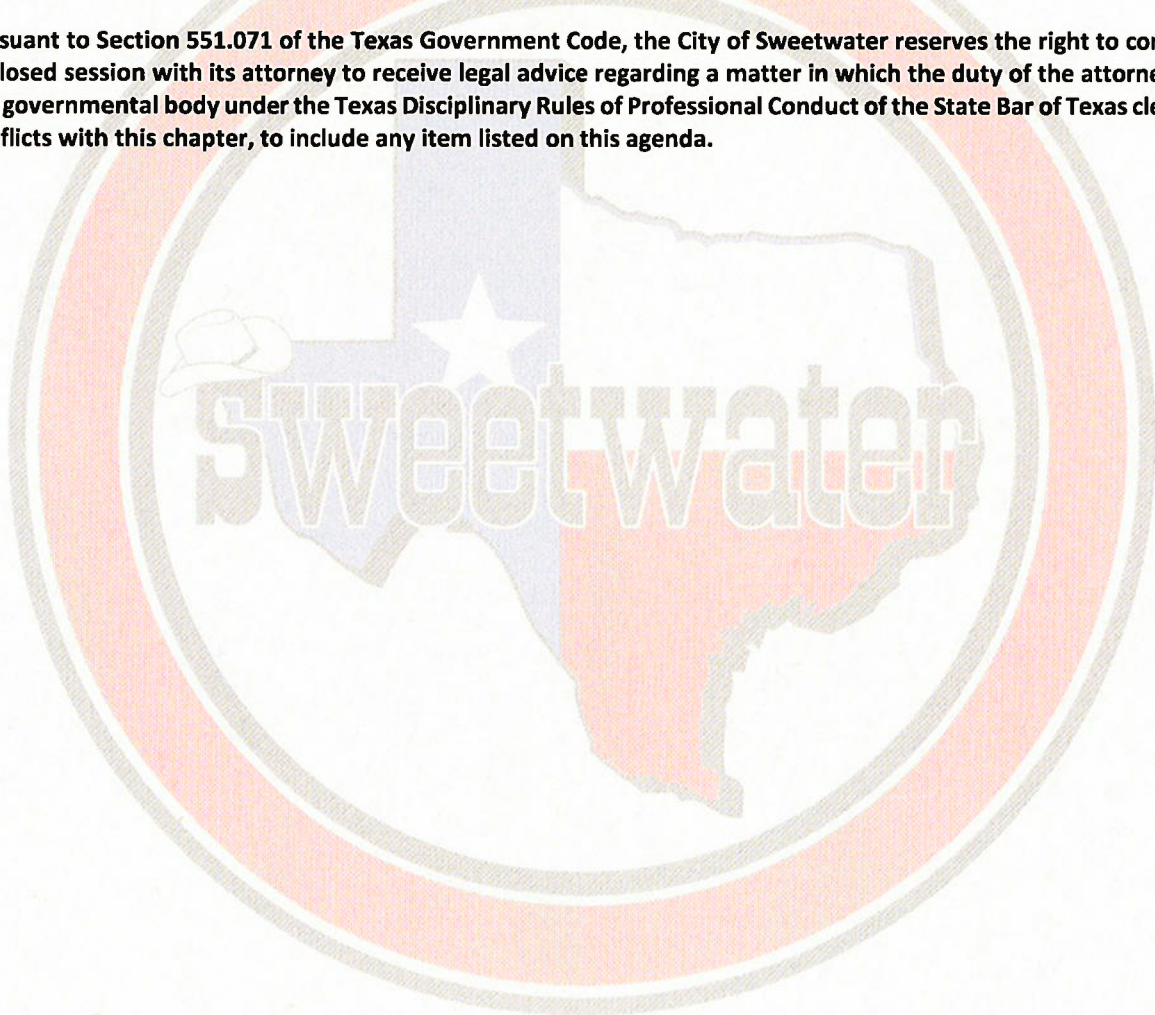 suant to Section 551.071 of the Texas Government Code, the City of Sweetwater reserves the right to con
losed session with its attorney to receive legal advice regarding a matter in which the duty of the attorne
governmental body under the Texas Disciplinary Rules of Professional Conduct of the State Bar of Texas cle
flicts with this chapter, to include any item listed on this agenda.
sweetwater